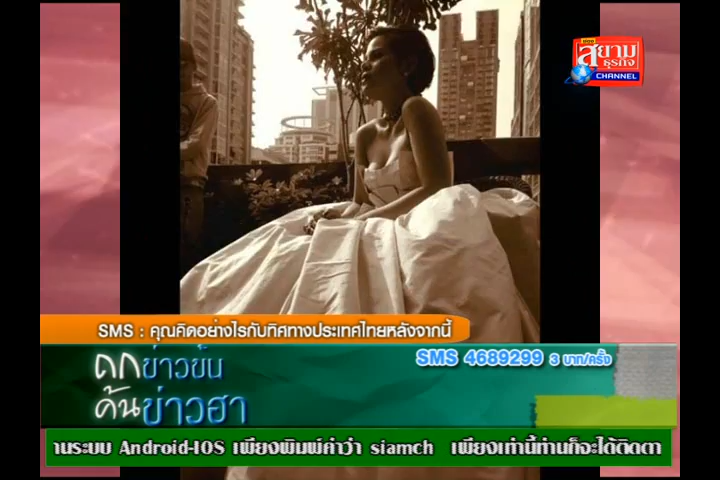 สยาม
ธุรกิจ
CHANNEL
SMS : คุณคิดอย่างไรกับทิศทางประเทศไทยหลังจากนี้
ถกข่าวข้น
ค้นข่าวฮา
SMS 4689299 3 บาท/ครั้ง
านระบบ Android-IOS เพียงพิมพ์คำว่า siamch เพียงเท่านี้ท่านก็จะได้ติดตา